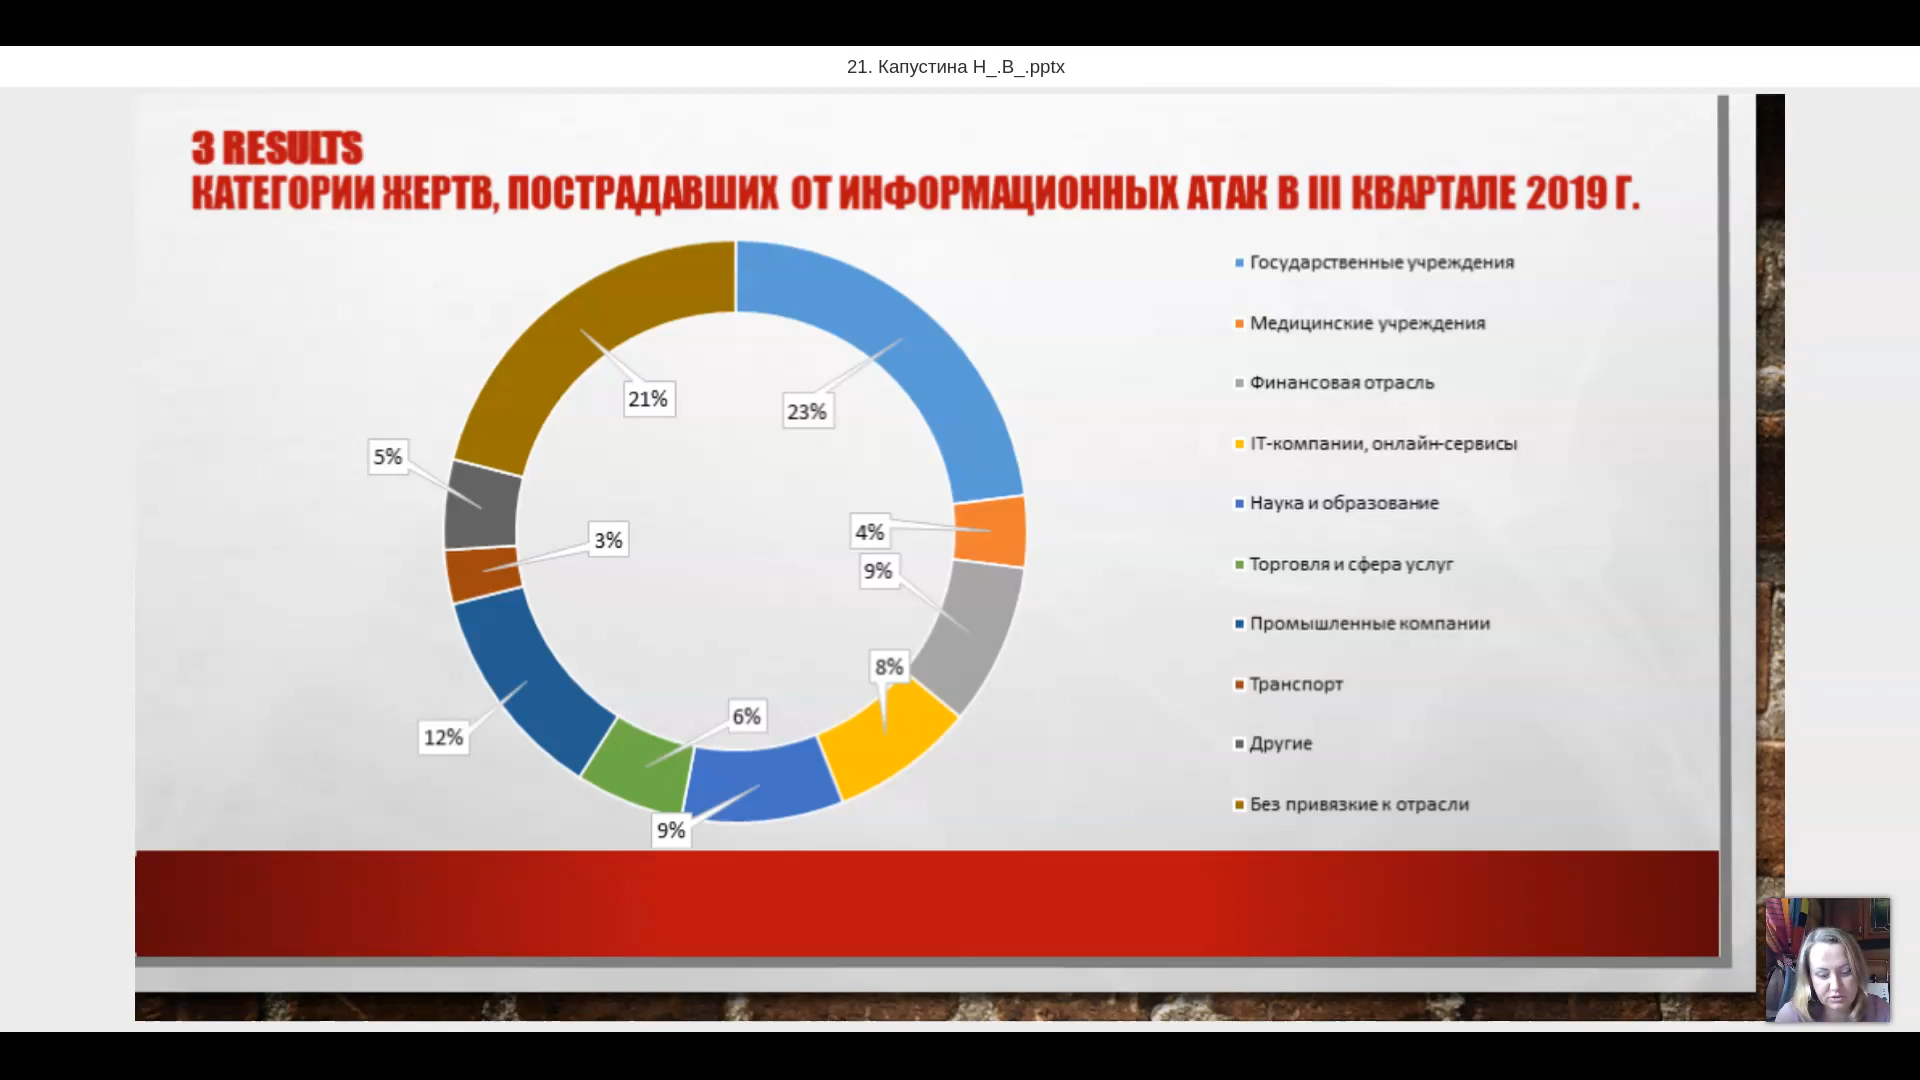 21. Капустина Н_.В_.pptx
3 RESULTS
КАТЕГОРИИ ЖЕРТВ, ПОСТРАДАВШИХ ОТ ИНФОРМАЦИОННЫХ АТАК В III КВАРТАЛЕ 2019 Г.
21%
23%
5%
3%
4%
9%
8%
6%
12%
9%
Государственные учреждения
Медицинские учреждения
Финансовая отрасль
IT-компании, онлайн-сервисы
Наука и образование
Торговля и сфера услуг
Промышленные компании
Транспорт
Другие
Без привязкие к отрасли